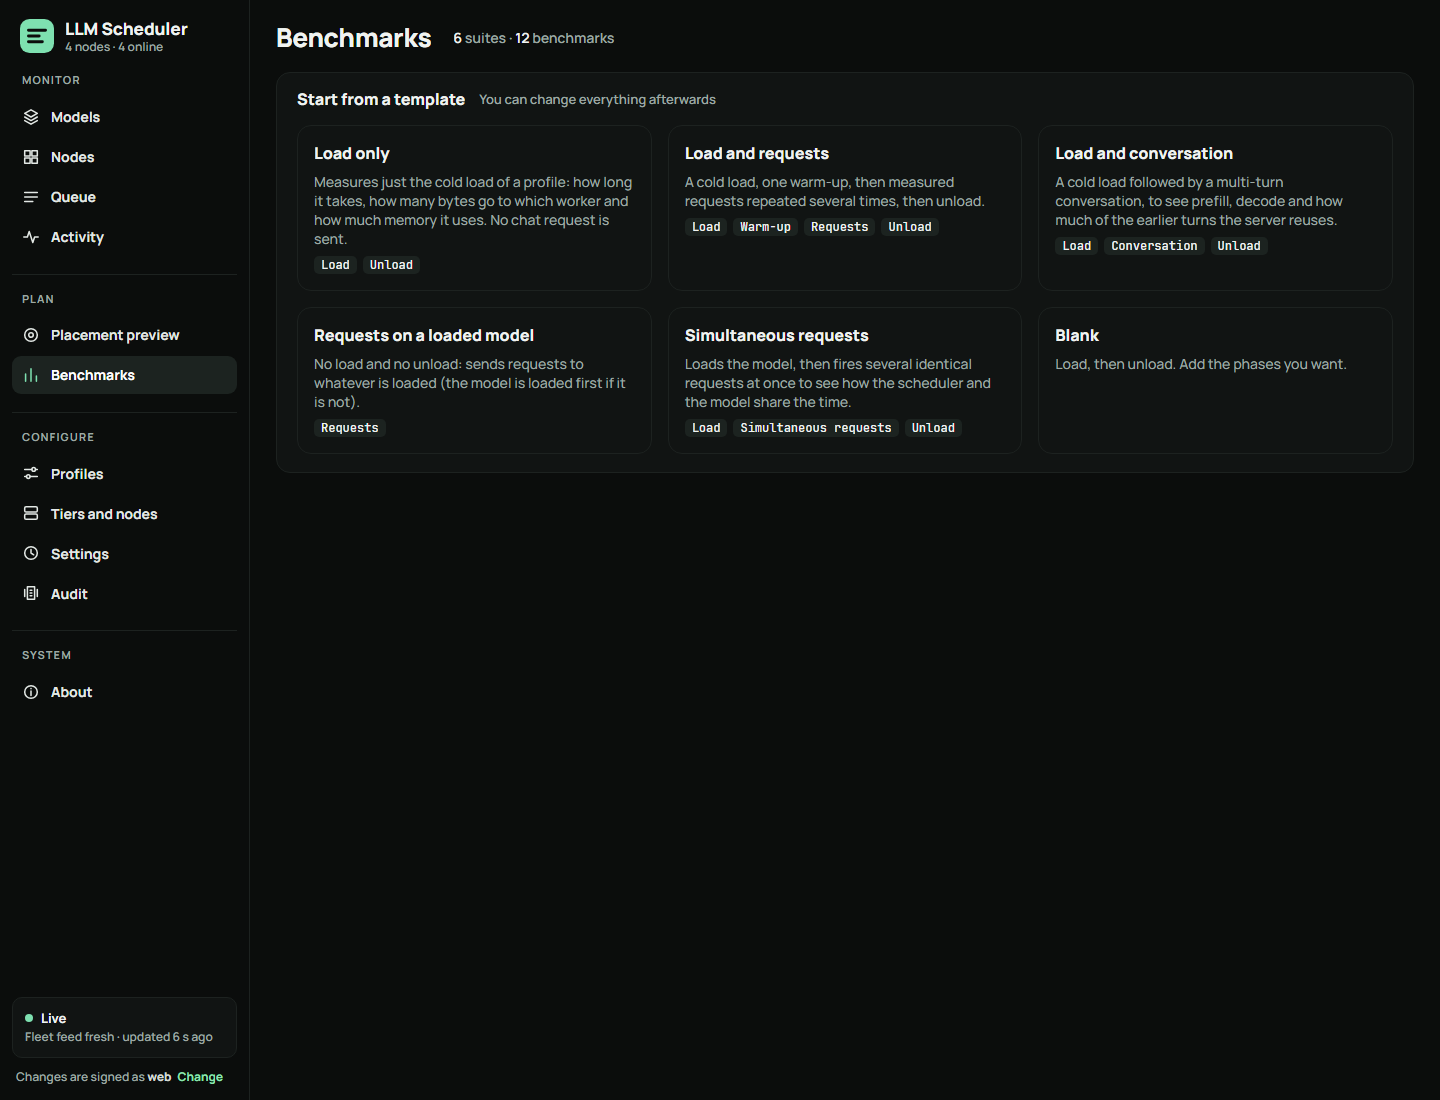 LLM Scheduler
4 nodes · 4 online
MONITOR
Models
Nodes
Queue
Activity
PLAN
Placement preview
Benchmarks
CONFIGURE
Profiles
Tiers and nodes
Settings
Audit
SYSTEM
About
Live
Fleet feed fresh · updated 6 s ago
Changes are signed as web Change
Benchmarks 6 suites · 12 benchmarks
Start from a template You can change everything afterwards
Load only
Measures just the cold load of a profile: how long
it takes, how many bytes go to which worker and
how much memory it uses. No chat request is
sent.
Load Unload
Load and requests
A cold load, one warm-up, then measured
requests repeated several times, then unload.
Load Warm-up Requests Unload
Load and conversation
A cold load followed by a multi-turn
conversation, to see prefill, decode and how
much of the earlier turns the server reuses.
Load Conversation Unload
Requests on a loaded model
No load and no unload: sends requests to
whatever is loaded (the model is loaded first if it
is not).
Requests
Simultaneous requests
Loads the model, then fires several identical
requests at once to see how the scheduler and
the model share the time.
Load Simultaneous requests Unload
Blank
Load, then unload. Add the phases you want.